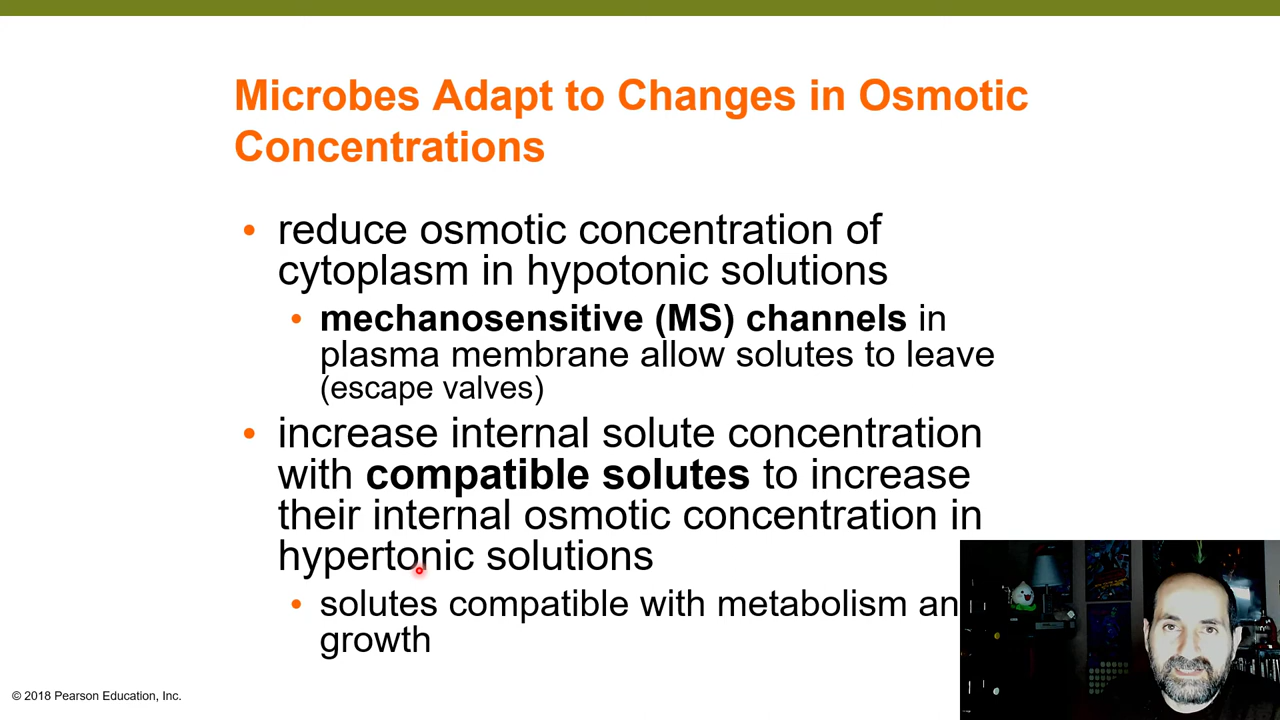 Microbes Adapt to Changes in Osmotic
Concentrations
• reduce osmotic concentration of
cytoplasm in hypotonic solutions
• mechanosensitive (MS) channels in
plasma membrane allow solutes to leave
(escape valves)
• increase internal solute concentration
with compatible solutes to increase
their internal osmotic concentration in
hypertonic solutions
• solutes compatible with metabolism an
growth
© 2018 Pearson Education, Inc.